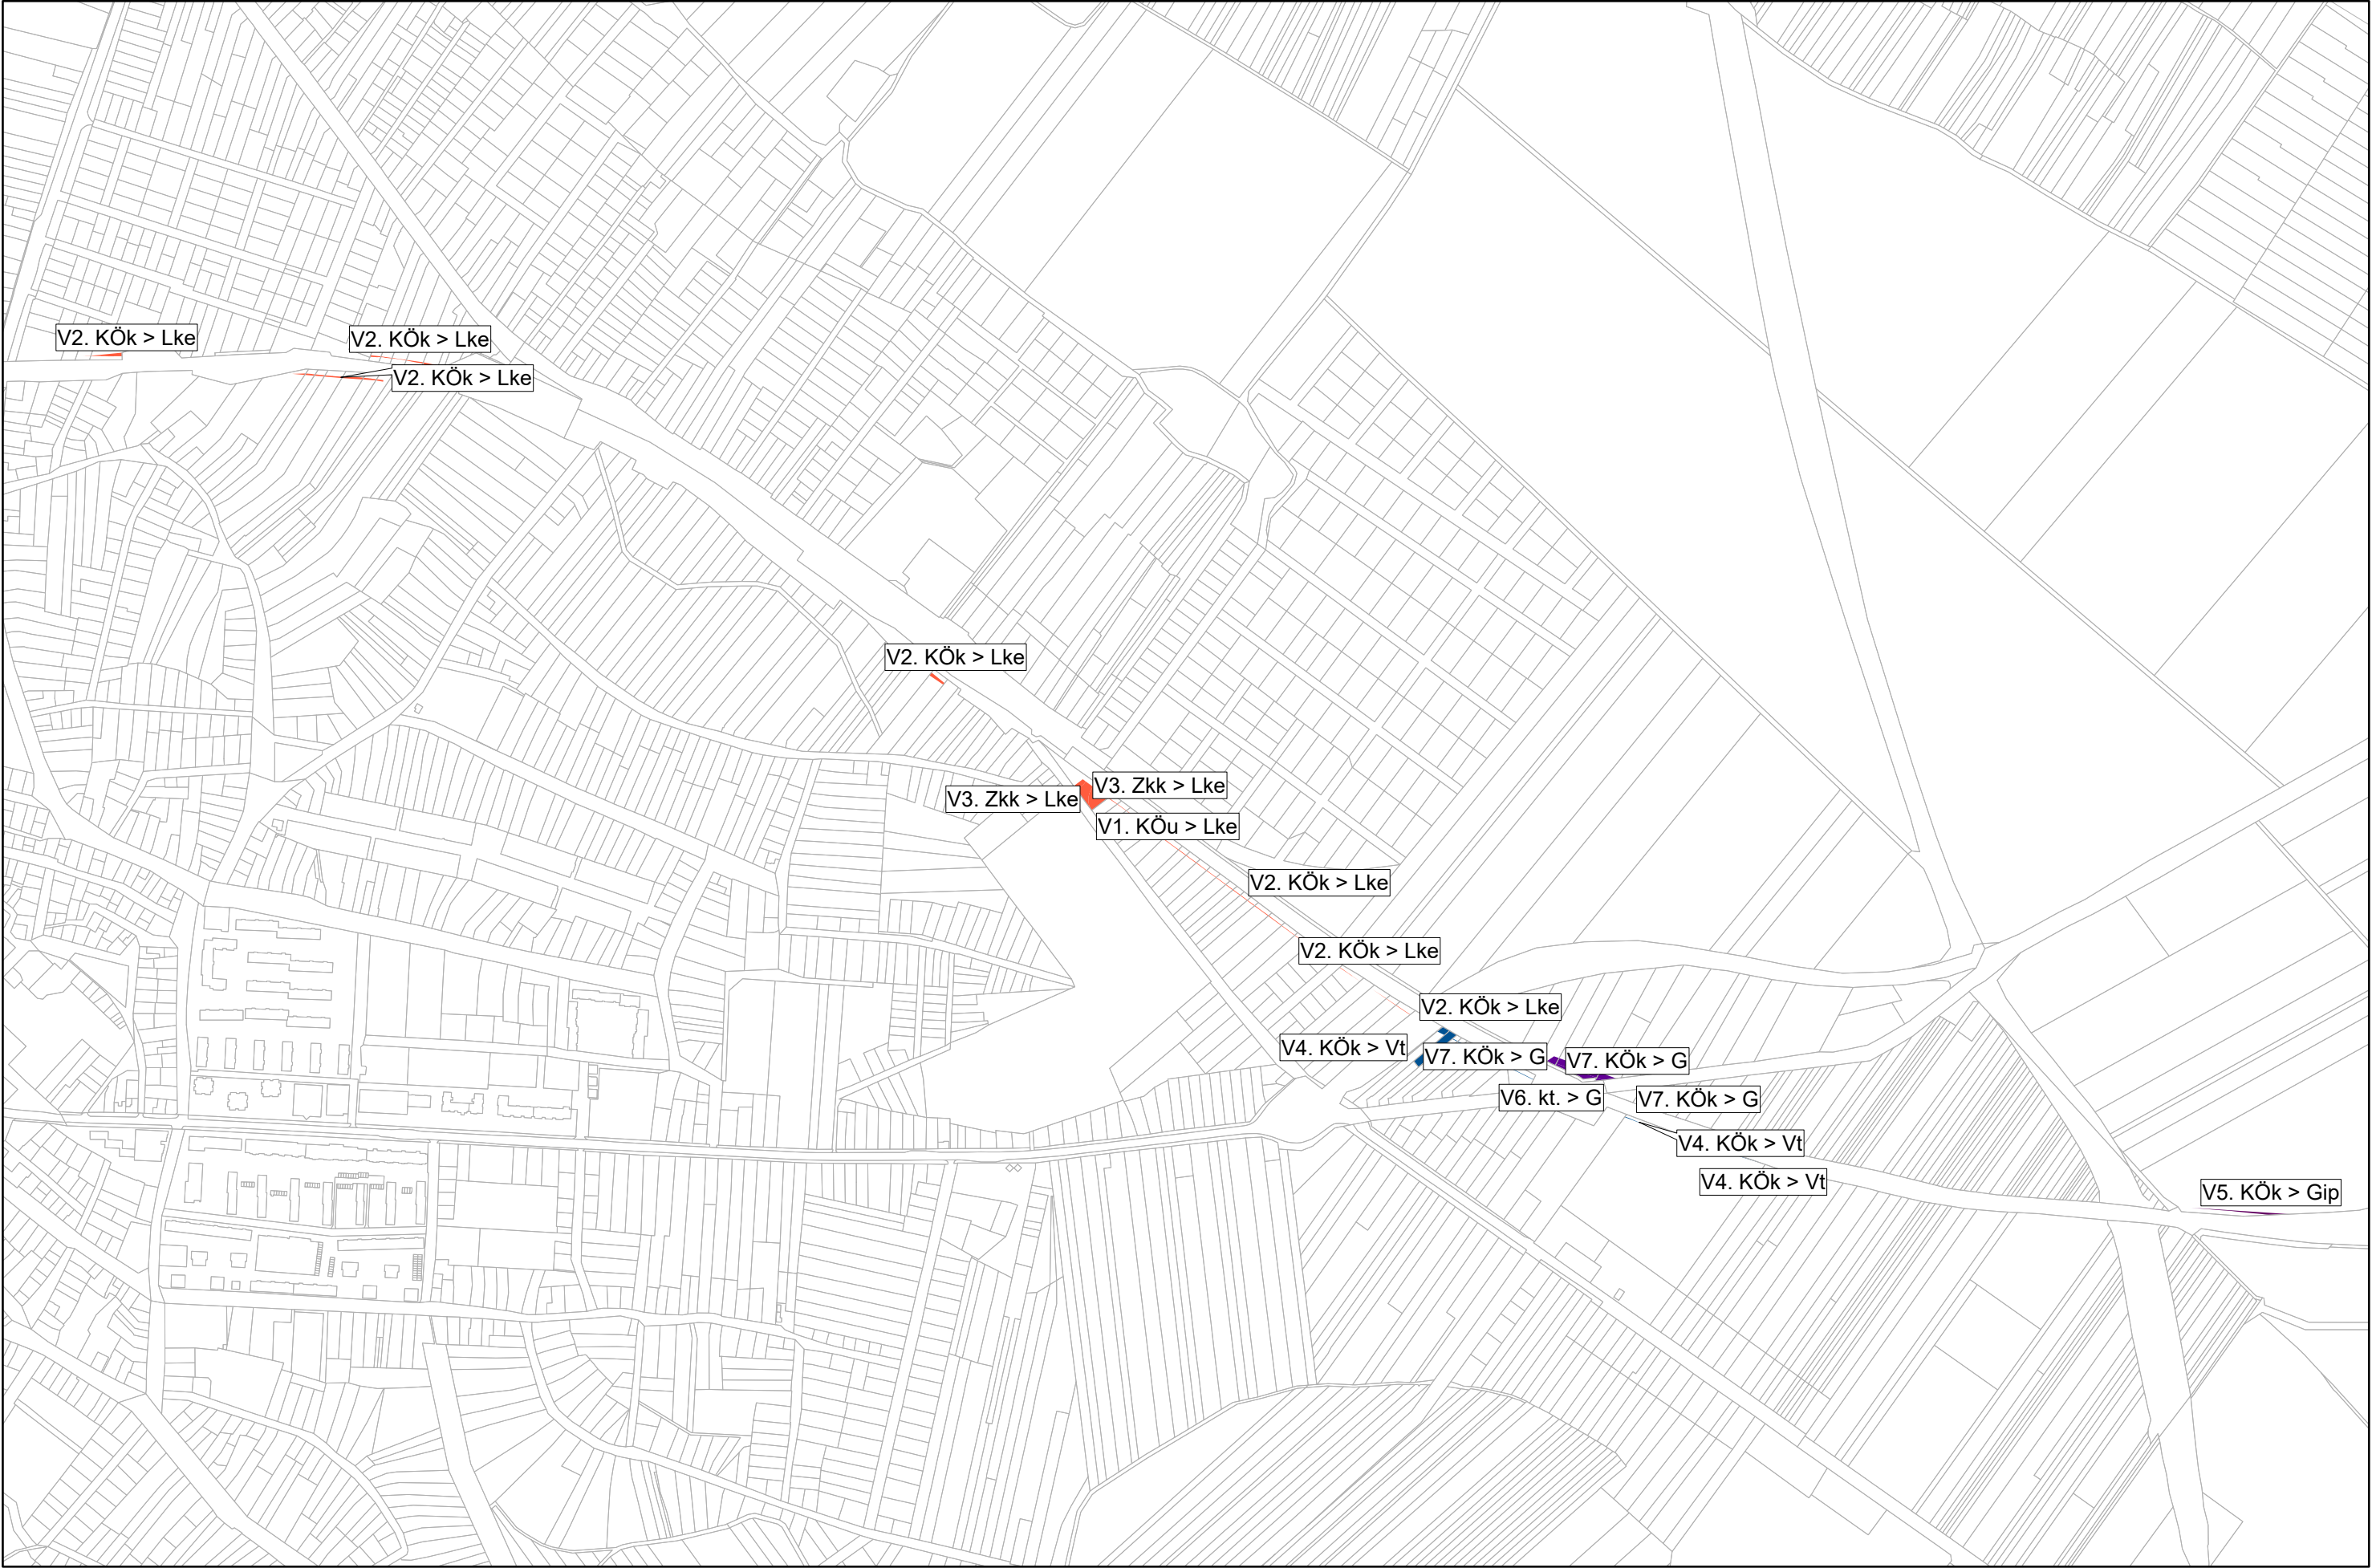 V2. KÖk > Lke
V2. KÖk > Lke
V2. KÖk > Lke
V2. KÖk > Lke
V3. Zkk > Lke
V3. Zkk > Lke
V1. KÖu > Lke
V2. KÖk > Lke
V2. KÖk > Lke
V2. KÖk > Lke
V4. KÖk > Vt
V7. KÖk > G
V7. KÖk > G
V6. kt. > G
V7. KÖk > G
V4. KÖk > Vt
V4. KÖk > Vt
V5. KÖk > Gip